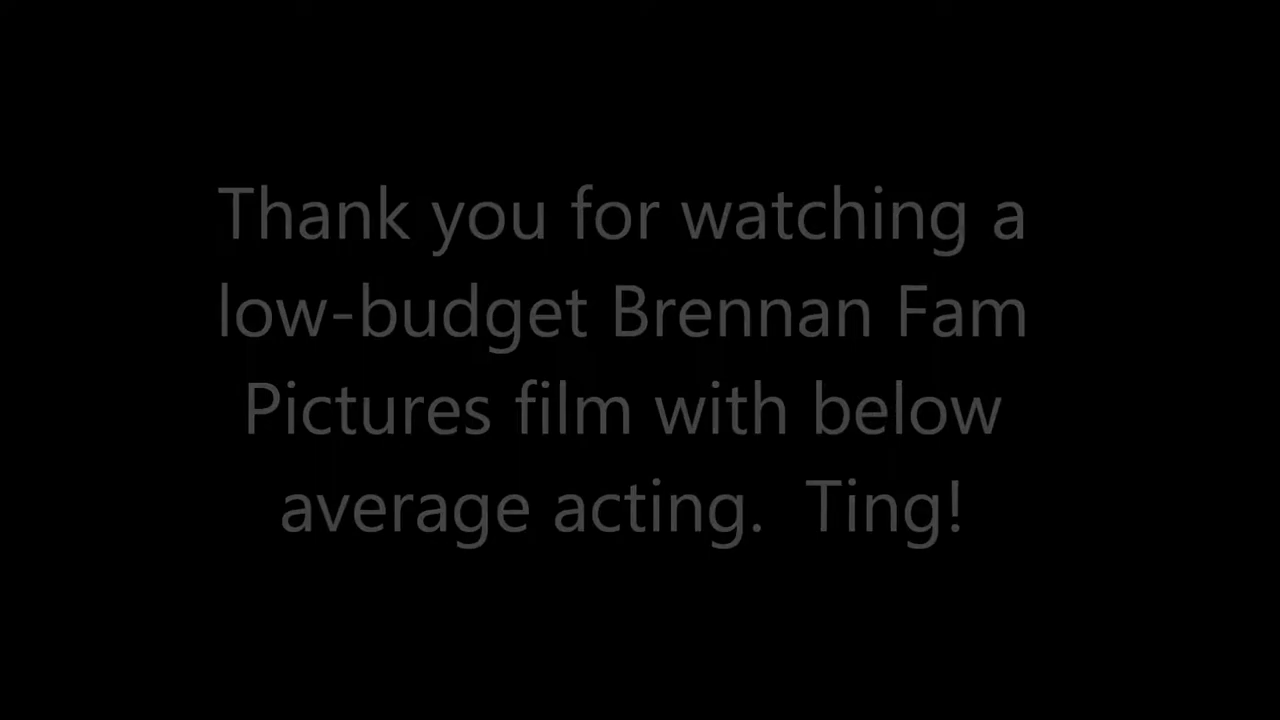 Thank you for watching a
low-budget Brennan Fam
Pictures film with below
average acting.  Ting!